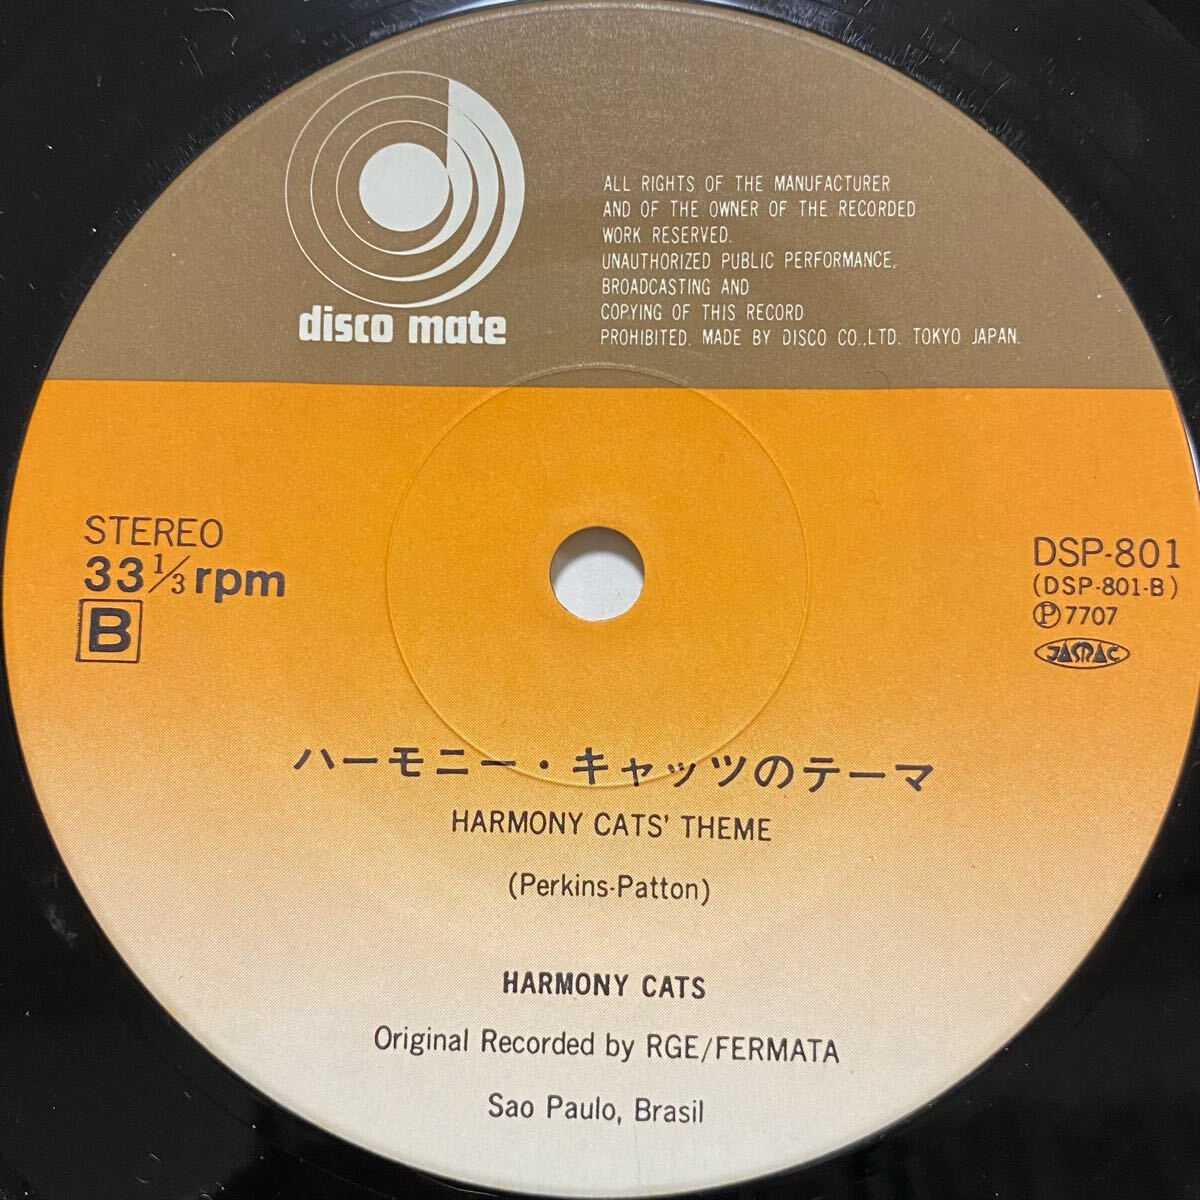 disco mate
ALL RIGHTS OF THE MANUFACTURER
AND OF THE OWNER OF THE RECORDED
WORK RESERVED.
UNAUTHORIZED PUBLIC PERFORMANCE,
BROADCASTING AND
COPYING OF THIS RECORD
PROHIBITED. MADE BY DISCO CO.,LTD. TOKYO JAPAN.
STEREO
33 1/3 rpm
B
DSP-801
(DSP-801-B)
Ⓟ7707
JASRAC
ハーモニー・キャッツのテーマ
HARMONY CATS' THEME
(Perkins-Patton)
HARMONY CATS
Original Recorded by RGE/FERMATA
Sao Paulo, Brasil